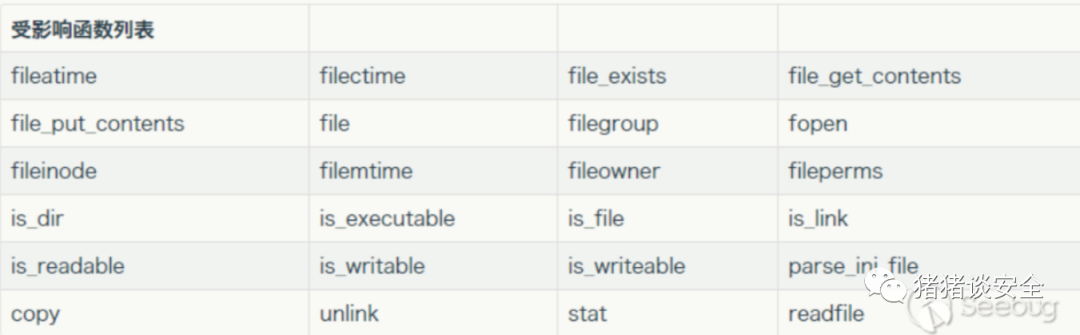 受影响函数列表
fileatime filectime file_exists file_get_contents
file_put_contents file filegroup fopen
fileinode filemtime fileowner fileperms
is_dir is_executable is_file is_link
is_readable is_writable is_writeable parse_ini_file
猪猪谈安全
copy unlink stat readfile
Seebug